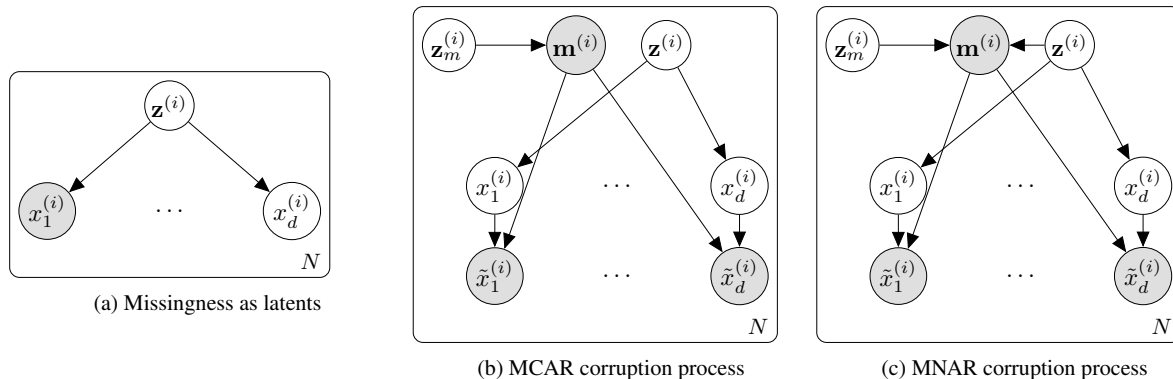 z^{(i)}
x_1^{(i)} ... x_d^{(i)}
N
(a) Missingness as latents
z_m^{(i)} m^{(i)} z^{(i)}
x_1^{(i)} ... x_d^{(i)}
x̃_1^{(i)} ... x̃_d^{(i)}
N
(b) MCAR corruption process
z_m^{(i)} m^{(i)} z^{(i)}
x_1^{(i)} ... x_d^{(i)}
x̃_1^{(i)} ... x̃_d^{(i)}
N
(c) MNAR corruption process